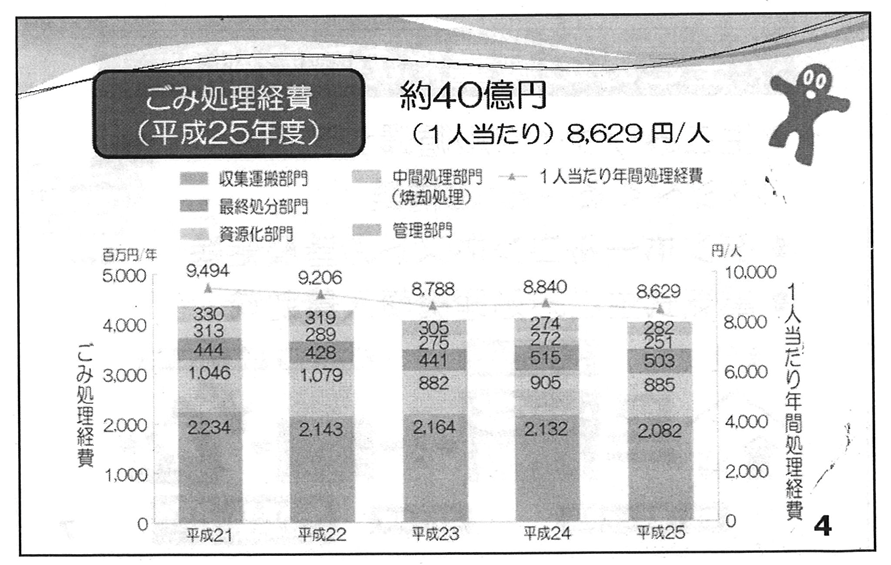 ごみ処理経費
（平成25年度）
約40億円
（1人当たり）8,629 円/人
収集運搬部門
中間処理部門
（焼却処理）
1人当たり年間処理経費
最終処分部門
資源化部門
管理部門
百万円/年
円/人
5,000
4,000
3,000
2,000
1,000
0
ごみ処理経費
9,494
9,206
8,788
8,840
8,629
330
319
305
274
282
313
289
275
272
251
444
428
441
515
503
1,046
1,079
882
905
885
2,234
2,143
2,164
2,132
2,082
平成21
平成22
平成23
平成24
平成25
10,000
8,000
6,000
4,000
2,000
0
1人当たり年間処理経費
4